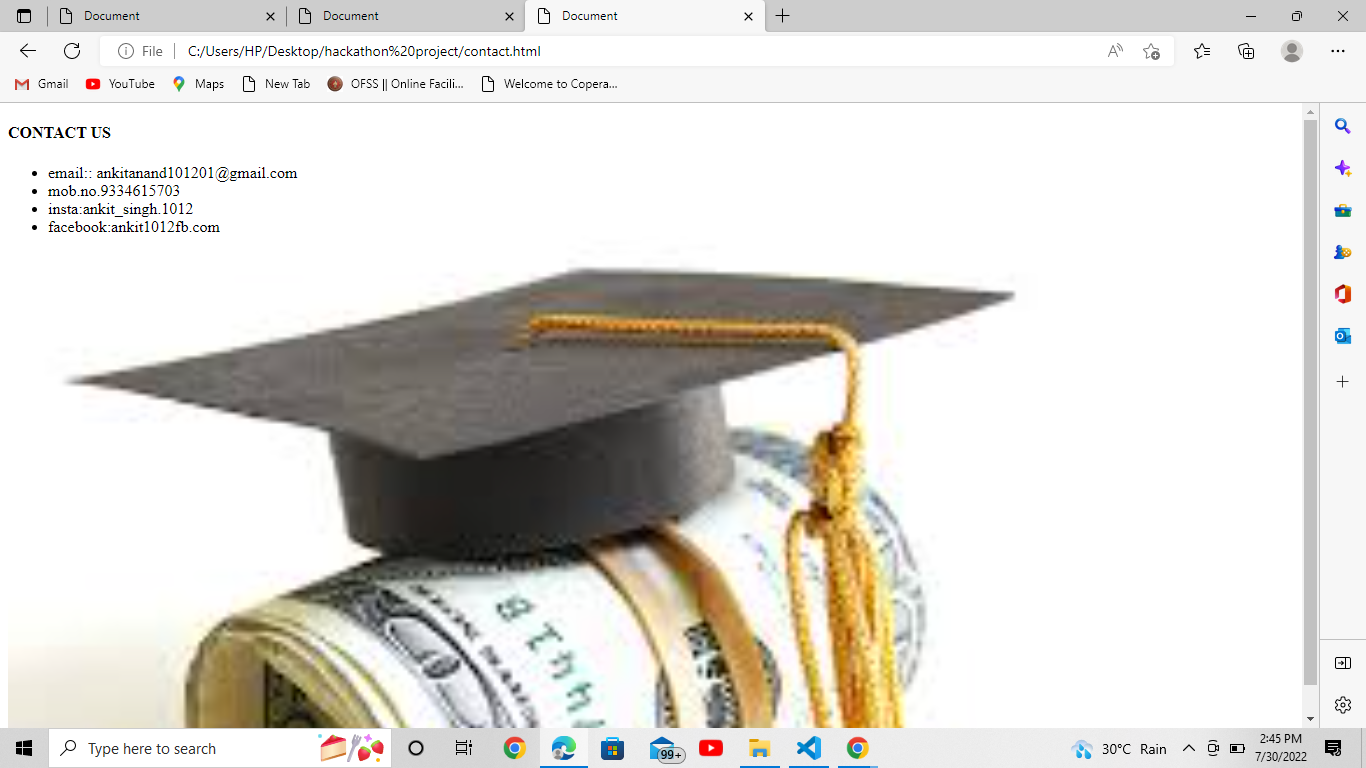 Document
Document
Document
File
C:/Users/HP/Desktop/hackathon%20project/contact.html
Gmail
YouTube
Maps
New Tab
OFSS || Online Facili...
Welcome to Copera...
CONTACT US
email:: ankitanand101201@gmail.com
mob.no.9334615703
insta:ankit_singh.1012
facebook:ankit1012fb.com
Type here to search
99+
30°C Rain
2:45 PM
7/30/2022